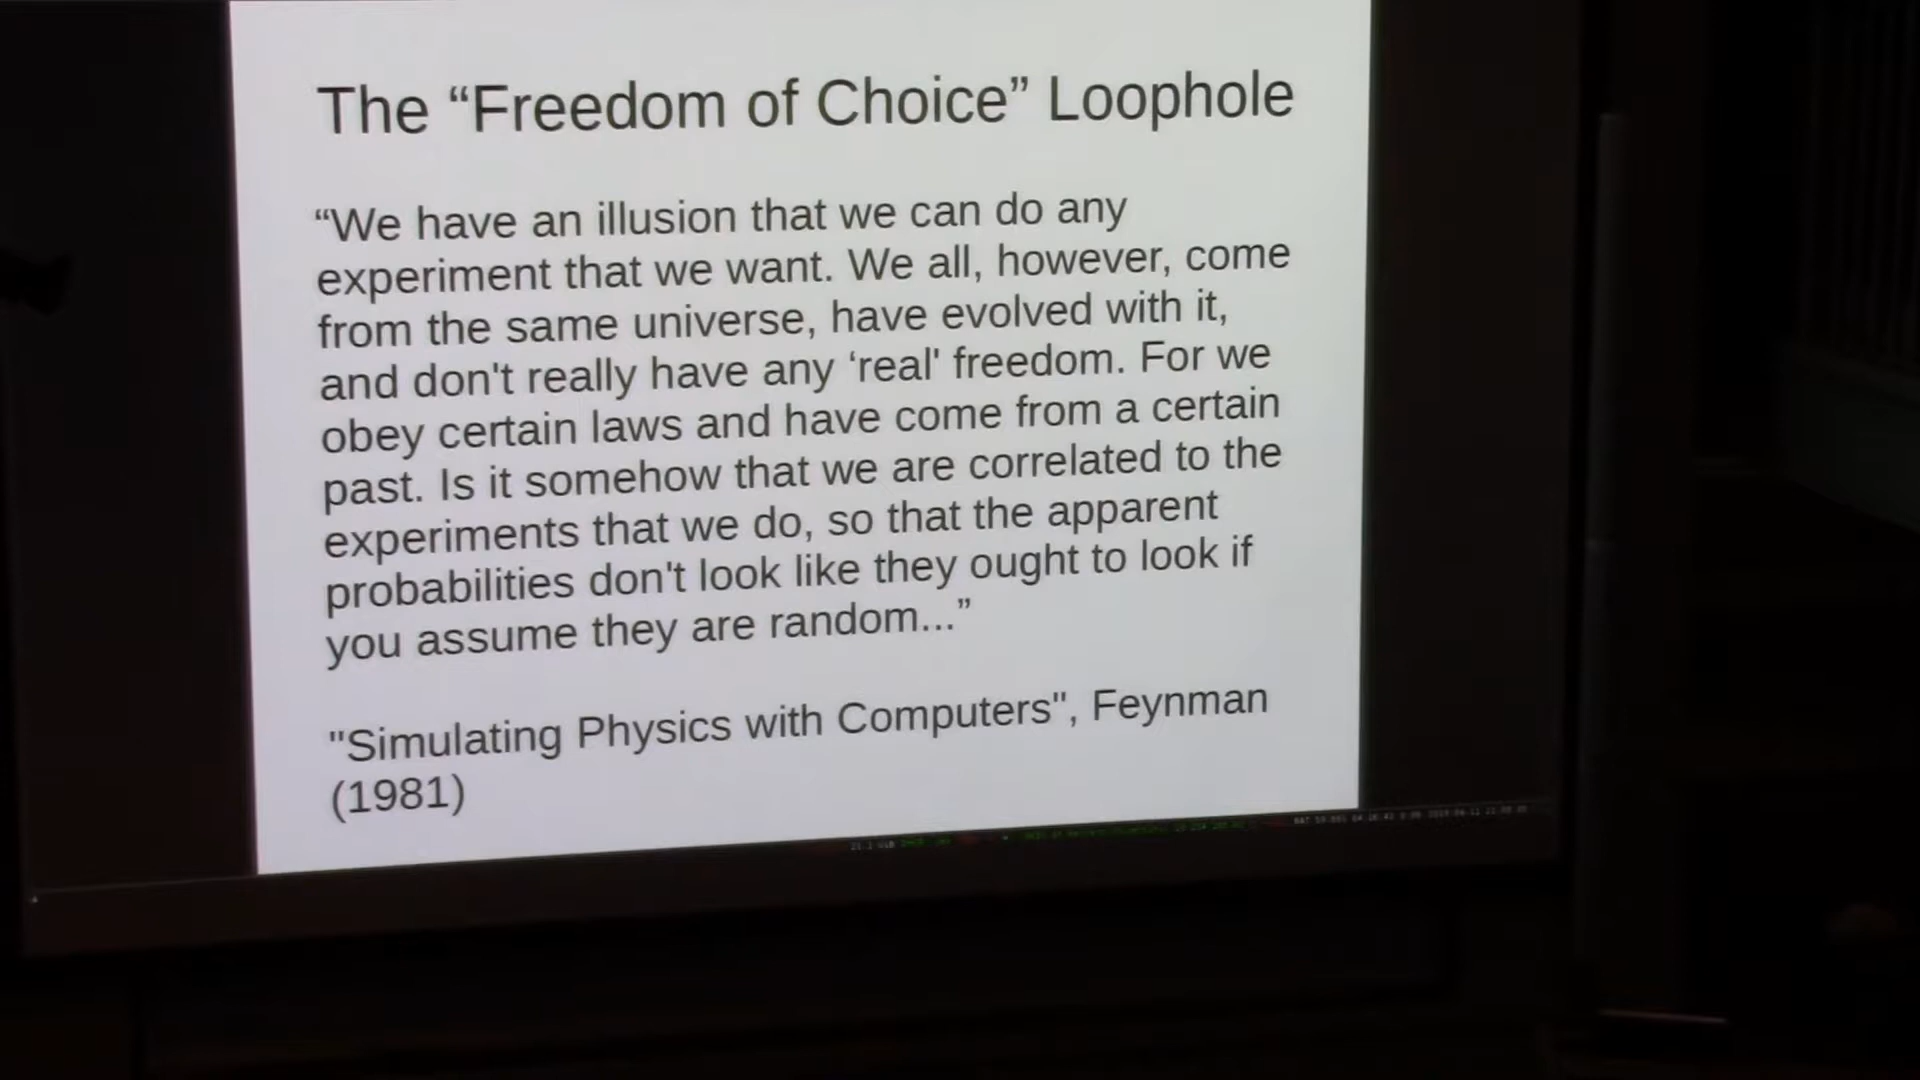 The “Freedom of Choice” Loophole
“We have an illusion that we can do any
experiment that we want. We all, however, come
from the same universe, have evolved with it,
and don't really have any ‘real' freedom. For we
obey certain laws and have come from a certain
past. Is it somehow that we are correlated to the
experiments that we do, so that the apparent
probabilities don't look like they ought to look if
you assume they are random...”
"Simulating Physics with Computers", Feynman
(1981)